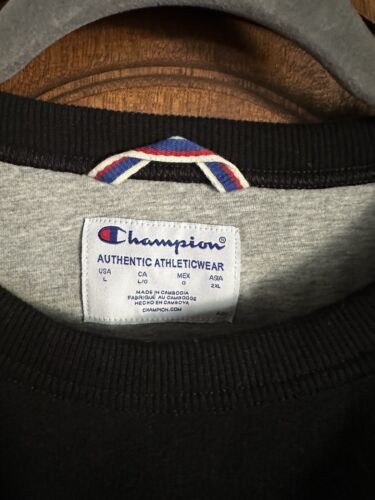 Champion®
AUTHENTIC ATHLETICWEAR
USA CA MEX ASIA
L L/G G 2XL
MADE IN CAMBODIA
FABRIQUÉ AU CAMBODGE
HECHO EN CAMBOYA
CHAMPION.COM